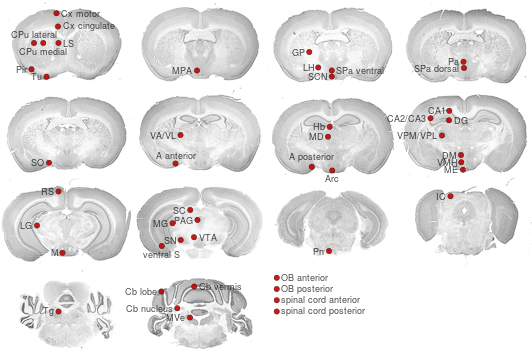 Cx motor
Cx cingulate
CPu lateral
LS
CPu medial
Pir
Tu
MPA
GP
LH
SPa ventral
SCN
Pa
SPa dorsal
SO
VA/VL
A anterior
Hb
MD
A posterior
Arc
CA1
CA2/CA3
DG
VPM/VPL
DM
VMH
ME
RS
LG
M
SC
MG
PAG
SN
VTA
ventral S
Pn
IC
Tg
Cb lobe
Cb vermis
Cb nucleus
MVe
OB anterior
OB posterior
spinal cord anterior
spinal cord posterior